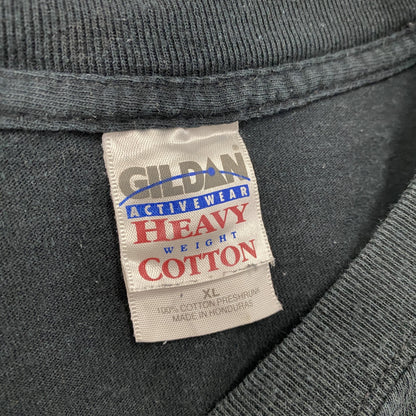 GILDAN
ACTIVEWEAR
HEAVY
WEIGHT
COTTON
XL
100% COTTON PRESHRUNK
MADE IN HONDURAS